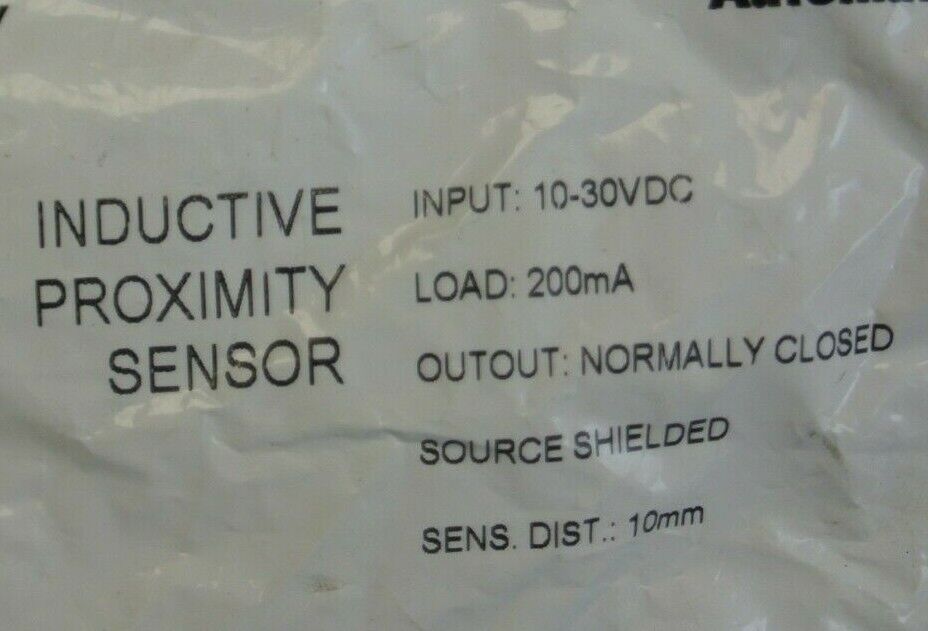 INDUCTIVE
PROXIMITY
SENSOR
INPUT: 10-30VDC
LOAD: 200mA
OUTOUT: NORMALLY CLOSED
SOURCE SHIELDED
SENS. DIST.: 10mm